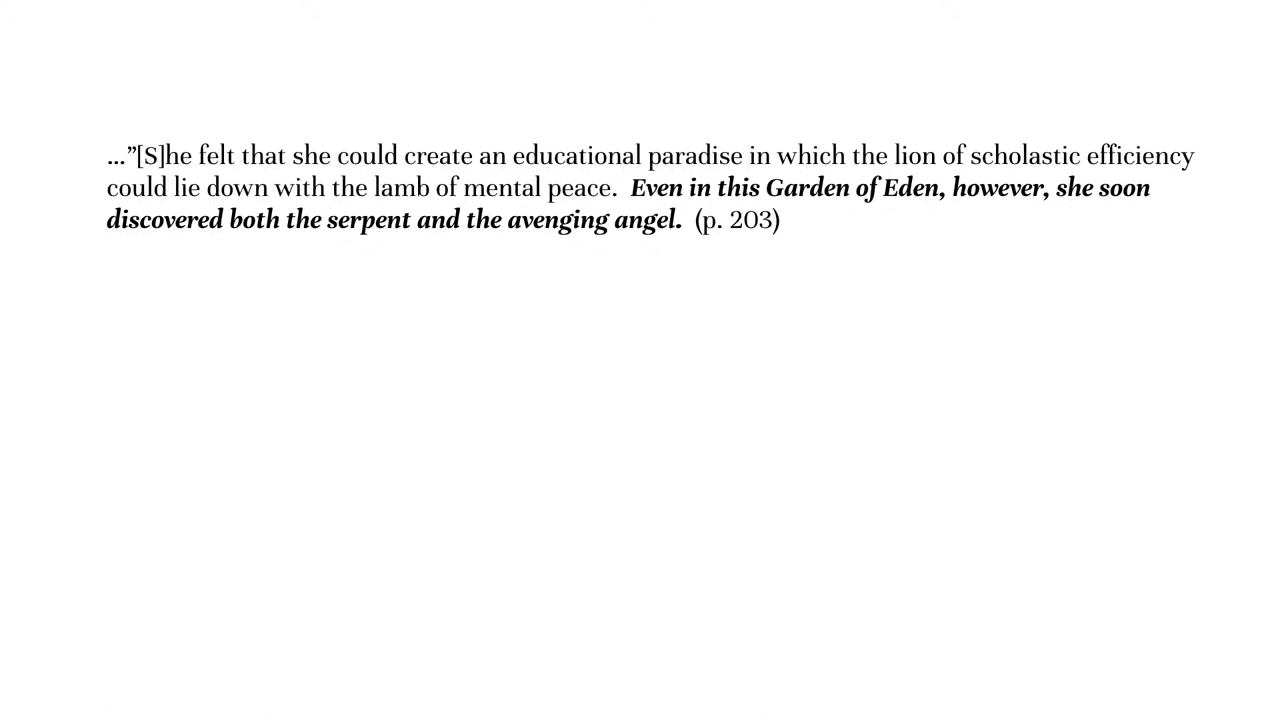 ...”[S]he felt that she could create an educational paradise in which the lion of scholastic efficiency
could lie down with the lamb of mental peace.  Even in this Garden of Eden, however, she soon
discovered both the serpent and the avenging angel.  (p. 203)